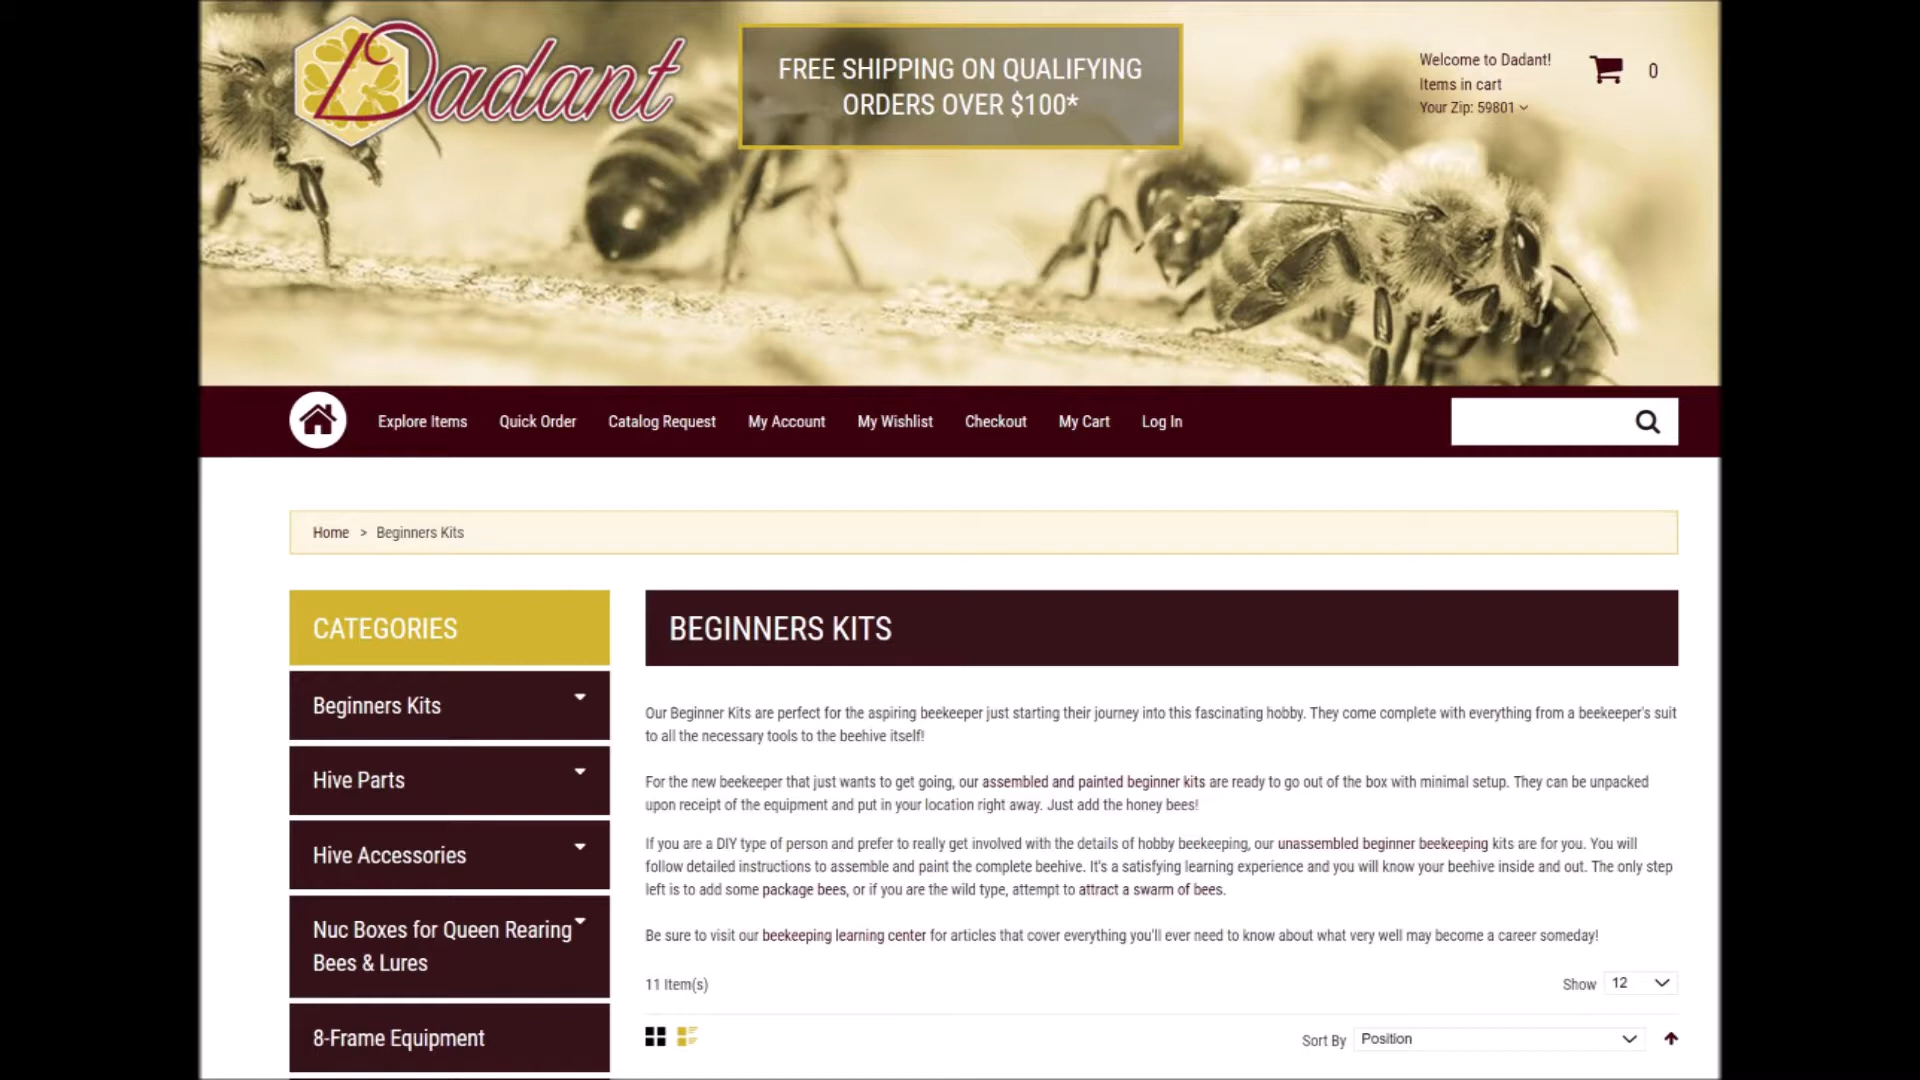 Dadant
FREE SHIPPING ON QUALIFYING
ORDERS OVER $100*
Welcome to Dadant!
Items in cart
Your Zip: 59801
0
Explore Items
Quick Order
Catalog Request
My Account
My Wishlist
Checkout
My Cart
Log In
Home > Beginners Kits
CATEGORIES
Beginners Kits
Hive Parts
Hive Accessories
Nuc Boxes for Queen Rearing
Bees & Lures
8-Frame Equipment
BEGINNERS KITS
Our Beginner Kits are perfect for the aspiring beekeeper just starting their journey into this fascinating hobby. They come complete with everything from a beekeeper's suit
to all the necessary tools to the beehive itself!
For the new beekeeper that just wants to get going, our assembled and painted beginner kits are ready to go out of the box with minimal setup. They can be unpacked
upon receipt of the equipment and put in your location right away. Just add the honey bees!
If you are a DIY type of person and prefer to really get involved with the details of hobby beekeeping, our unassembled beginner beekeeping kits are for you. You will
follow detailed instructions to assemble and paint the complete beehive. It's a satisfying learning experience and you will know your beehive inside and out. The only step
left is to add some package bees, or if you are the wild type, attempt to attract a swarm of bees.
Be sure to visit our beekeeping learning center for articles that cover everything you'll ever need to know about what very well may become a career someday!
11 Item(s)
Show 12
Sort By Position